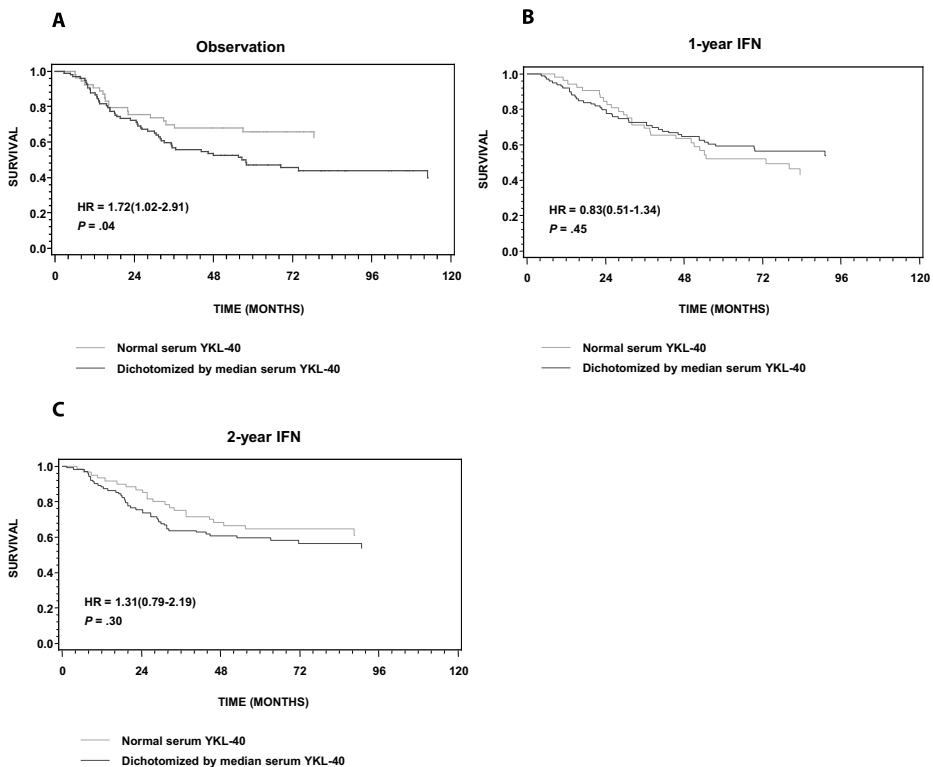 A
Observation
1.0
0.8
0.6
0.4
0.2
0.0
SURVIVAL
HR = 1.72(1.02-2.91)
P = .04
0 24 48 72 96 120
TIME (MONTHS)
Normal serum YKL-40
Dichotomized by median serum YKL-40
B
1-year IFN
1.0
0.8
0.6
0.4
0.2
0.0
SURVIVAL
HR = 0.83(0.51-1.34)
P = .45
0 24 48 72 96 120
TIME (MONTHS)
Normal serum YKL-40
Dichotomized by median serum YKL-40
C
2-year IFN
1.0
0.8
0.6
0.4
0.2
0.0
SURVIVAL
HR = 1.31(0.79-2.19)
P = .30
0 24 48 72 96 120
TIME (MONTHS)
Normal serum YKL-40
Dichotomized by median serum YKL-40